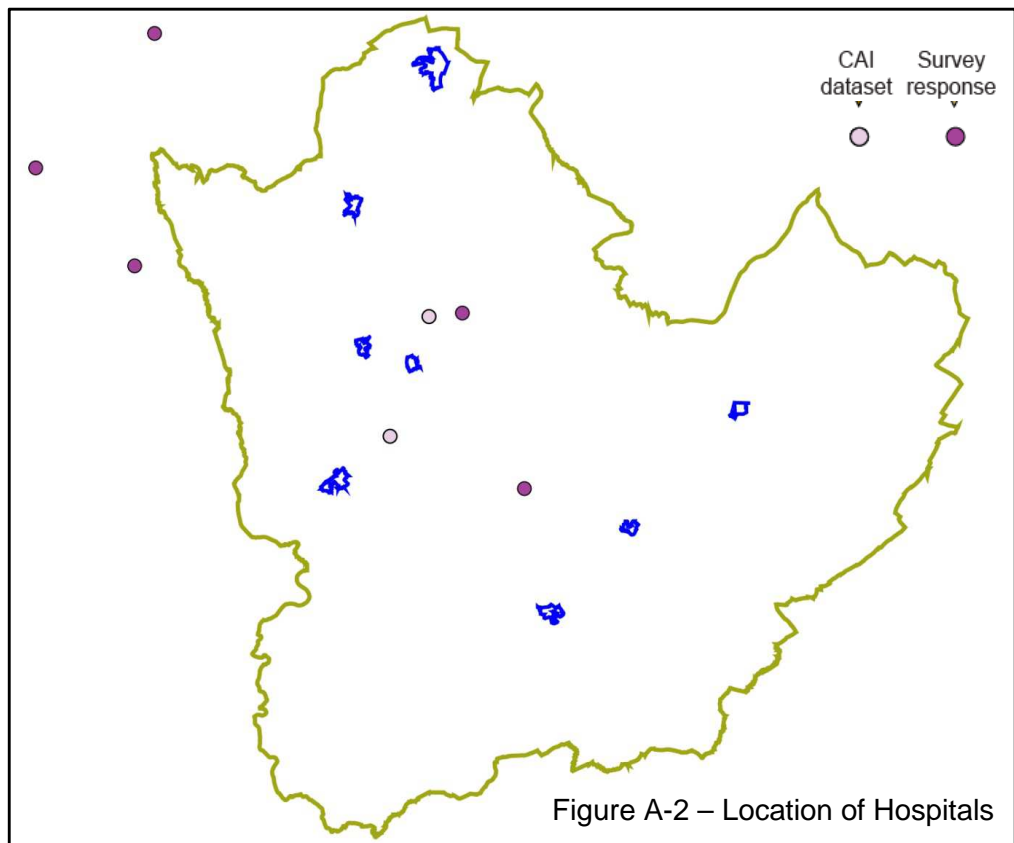 CAI Survey
dataset response
Figure A-2 – Location of Hospitals